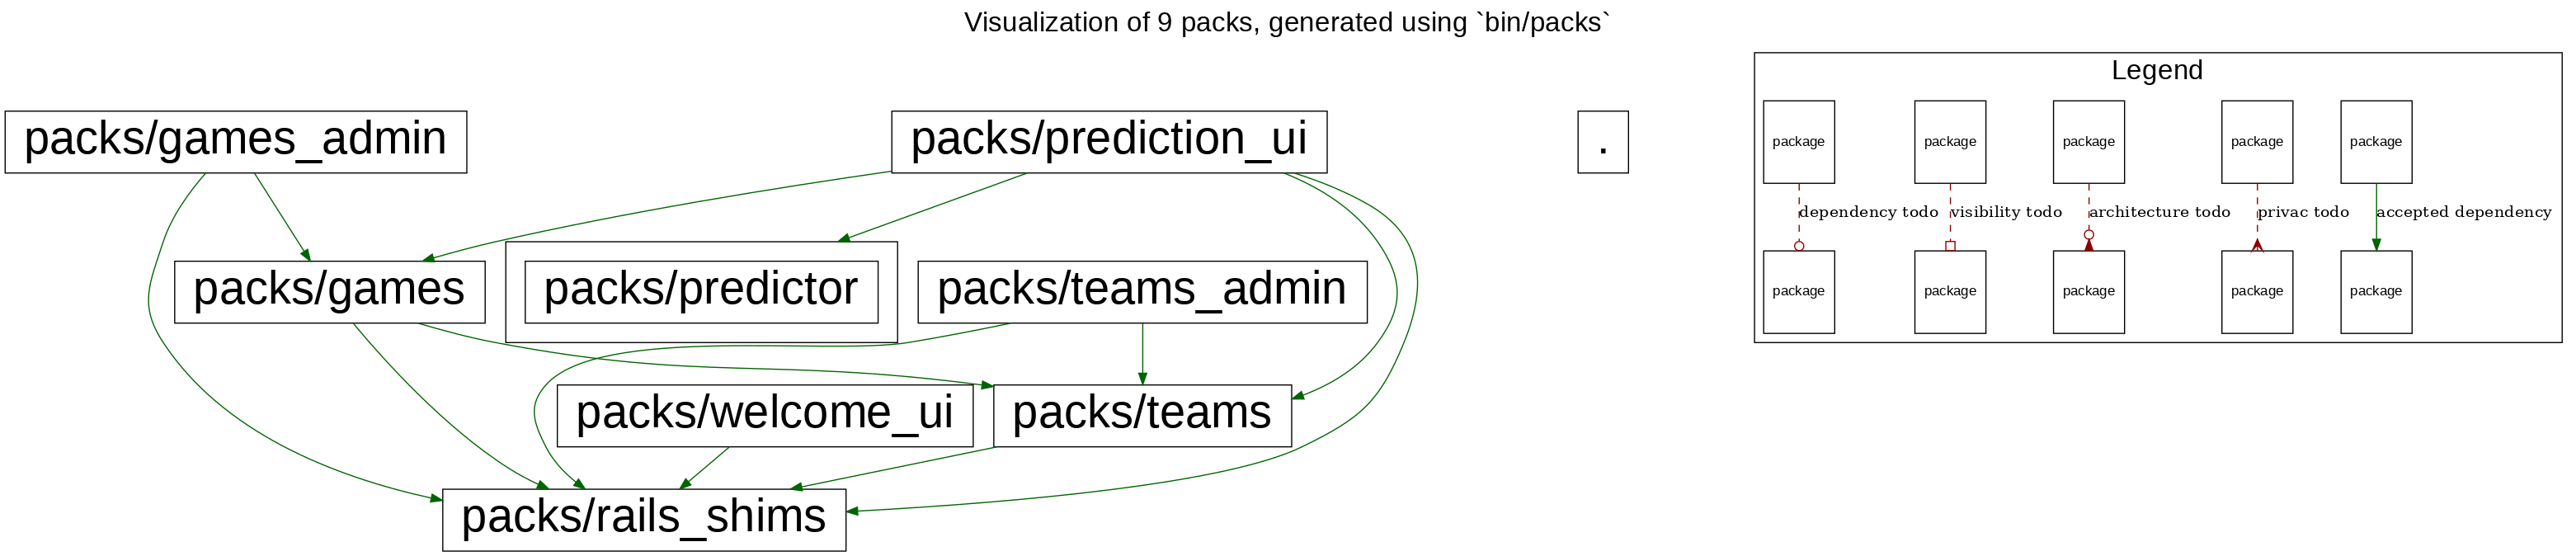 Visualization of 9 packs, generated using `bin/packs`
Legend
packs/games_admin
packs/prediction_ui
.
package
package
package
package
package
dependency todo
visibility todo
architecture todo
privac todo
accepted dependency
packs/games
packs/predictor
packs/teams_admin
package
package
package
package
package
packs/welcome_ui
packs/teams
packs/rails_shims